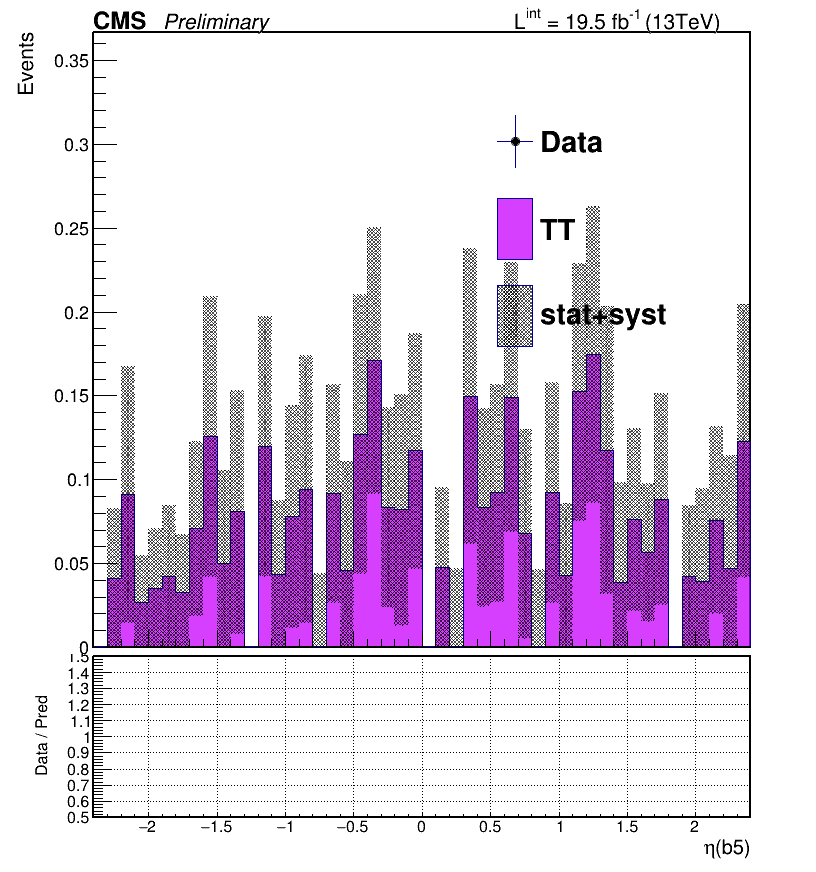 CMS Preliminary L^int = 19.5 fb^-1 (13TeV)
Events
0.35
0.3
0.25
0.2
0.15
0.1
0.05
0
Data
TT
stat+syst
Data / Pred
1.5
1.4
1.3
1.2
1.1
1
0.9
0.8
0.7
0.6
0.5
−2 −1.5 −1 −0.5 0 0.5 1 1.5 2
η(b5)